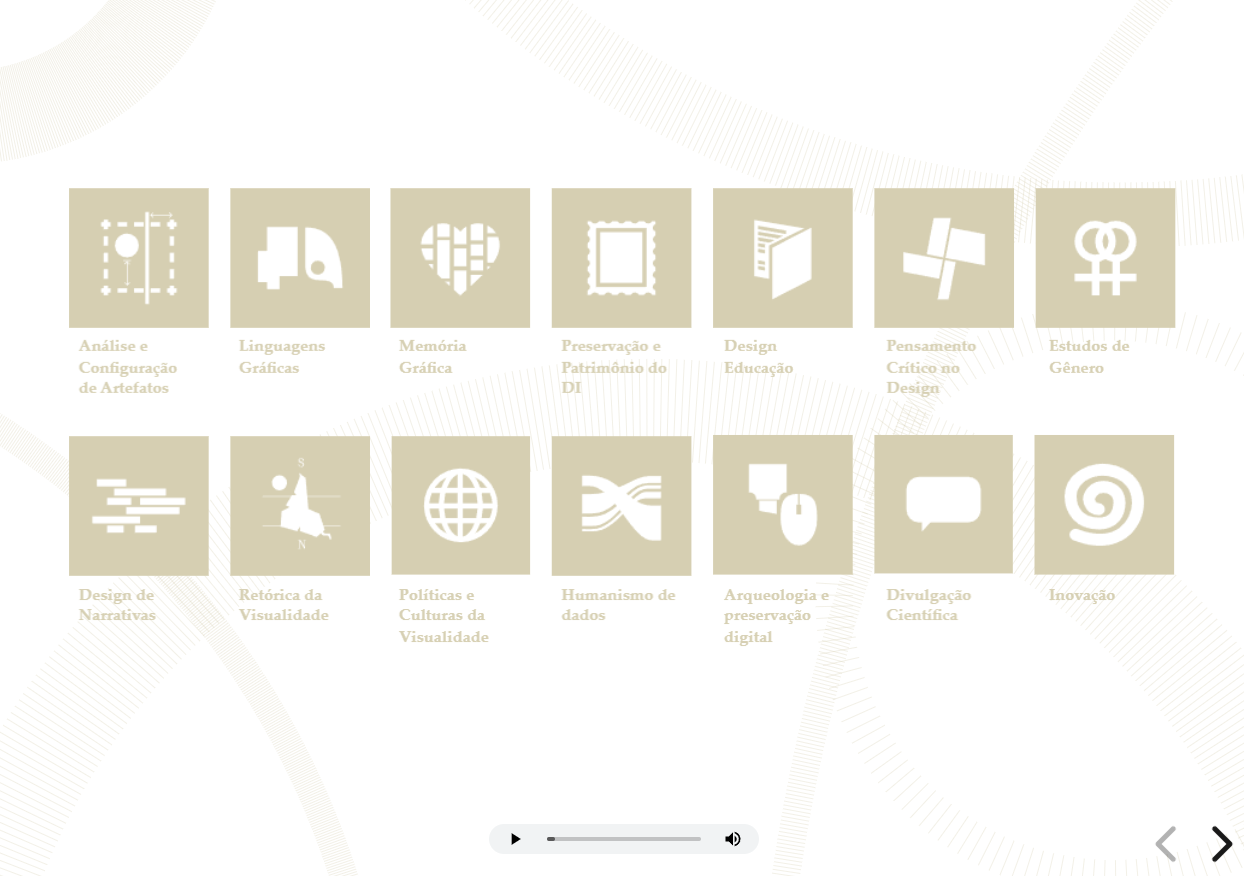 Análise e
Configuração
de Artefatos
Linguagens
Gráficas
Memória
Gráfica
Preservação e
Patrimônio do
DI
Design
Educação
Pensamento
Crítico no
Design
Estudos de
Gênero
S
N
Design de
Narrativas
Retórica da
Visualidade
Políticas e
Culturas da
Visualidade
Humanismo de
dados
Arqueologia e
preservação
digital
Divulgação
Científica
Inovação